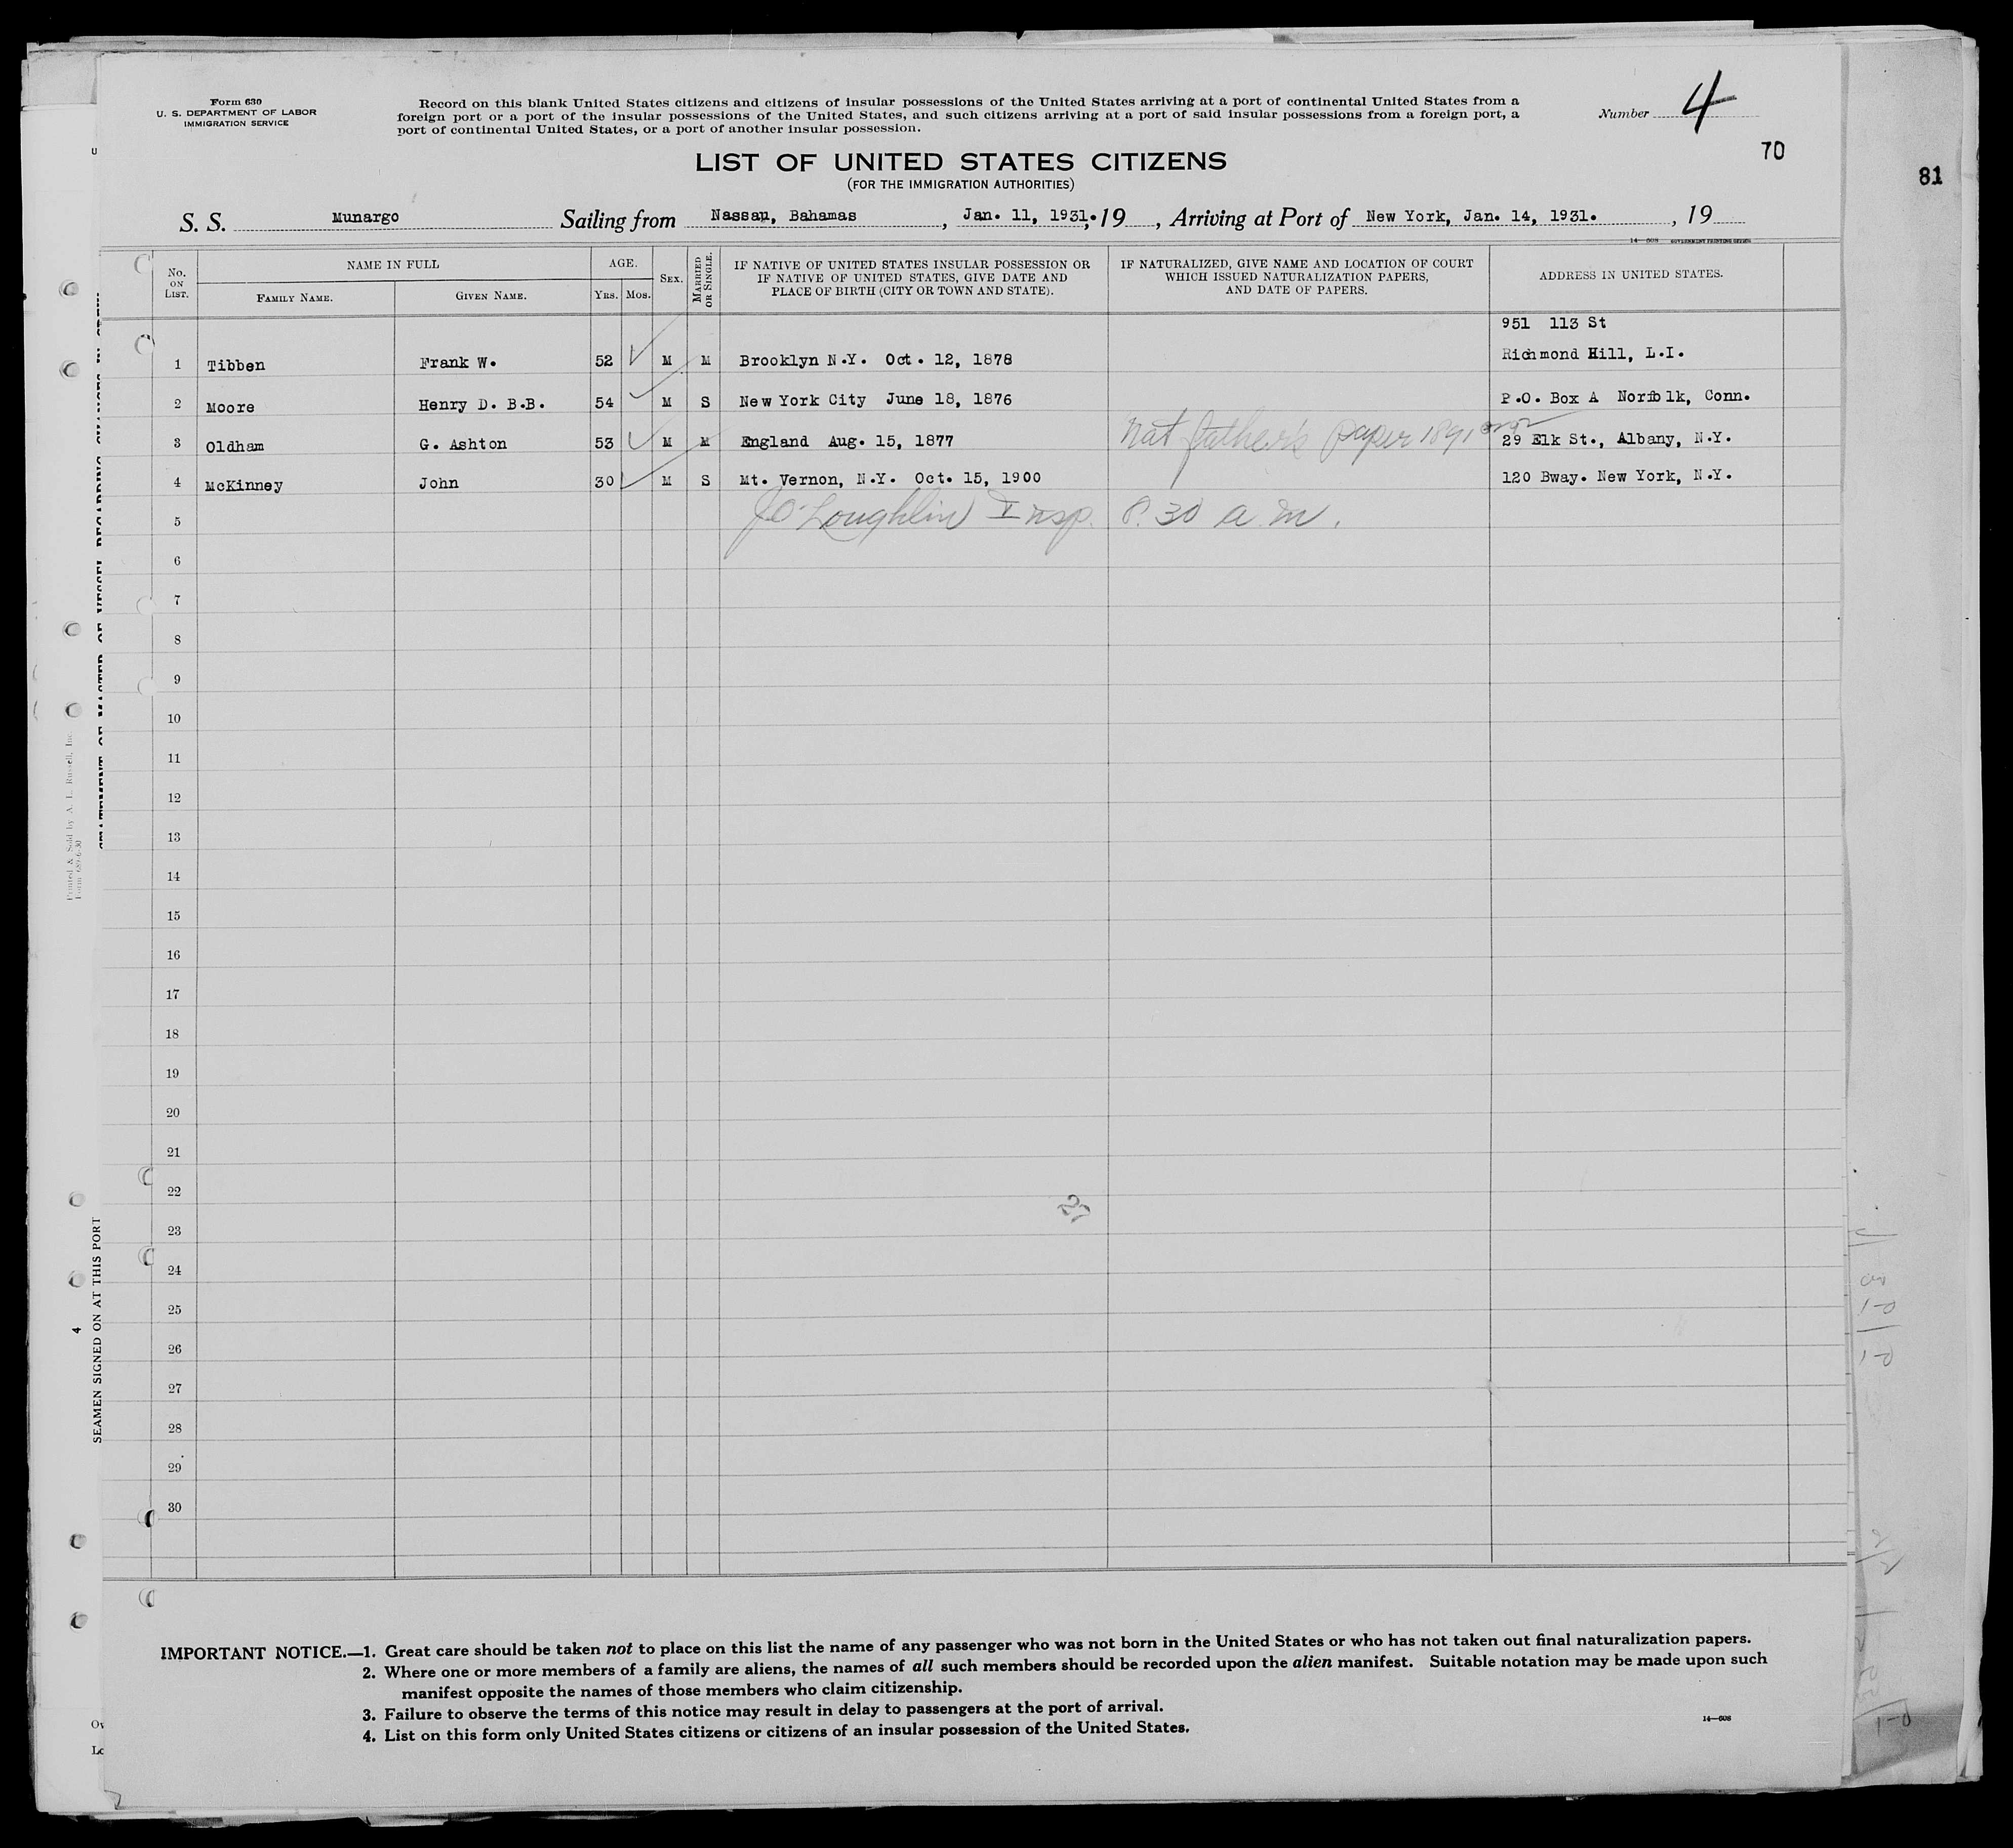 Form 630
U. S. DEPARTMENT OF LABOR
IMMIGRATION SERVICE
Record on this blank United States citizens and citizens of insular possessions of the United States arriving at a port of continental United States from a
foreign port or a port of the insular possessions of the United States, and such citizens arriving at a port of said insular possessions from a foreign port, a
port of continental United States, or a port of another insular possession.
Number 4
70
81
LIST OF UNITED STATES CITIZENS
(FOR THE IMMIGRATION AUTHORITIES)
S. S. Munargo Sailing from Nassau, Bahamas, Jan. 11, 1931. 19, Arriving at Port of New York, Jan. 14, 1931., 19
14—608 GOVERNMENT PRINTING OFFICE
No. ON LIST. NAME IN FULL AGE. SEX. MARRIED OR SINGLE. IF NATIVE OF UNITED STATES INSULAR POSSESSION OR IF NATIVE OF UNITED STATES, GIVE DATE AND PLACE OF BIRTH (CITY OR TOWN AND STATE). IF NATURALIZED, GIVE NAME AND LOCATION OF COURT WHICH ISSUED NATURALIZATION PAPERS, AND DATE OF PAPERS. ADDRESS IN UNITED STATES.
FAMILY NAME. GIVEN NAME. YRS. MOS.
951 113 St
1 Tibben Frank W. 52 M M Brooklyn N.Y. Oct. 12, 1878 Richmond Hill, L.I.
2 Moore Henry D. B.B. 54 M S New York City June 18, 1876 P.O. Box A Norfolk, Conn.
3 Oldham G. Ashton 53 M M England Aug. 15, 1877 Nat father's paper 1891 29 Elk St., Albany, N.Y.
4 McKinney John 30 M S Mt. Vernon, N.Y. Oct. 15, 1900 120 Bway. New York, N.Y.
5 J O'Loughlin Insp. 8.30 a.m.
6
7
8
9
10
11
12
13
14
15
16
17
18
19
20
21
22
23
24
25
26
27
28
29
30
27
IMPORTANT NOTICE.—1. Great care should be taken not to place on this list the name of any passenger who was not born in the United States or who has not taken out final naturalization papers.
2. Where one or more members of a family are aliens, the names of all such members should be recorded upon the alien manifest. Suitable notation may be made upon such
manifest opposite the names of those members who claim citizenship.
3. Failure to observe the terms of this notice may result in delay to passengers at the port of arrival.
4. List on this form only United States citizens or citizens of an insular possession of the United States.
14—608
Printed & Sold by A. L. Russell, Inc.
Form 689-6-30
4
SEAMEN SIGNED ON AT THIS PORT